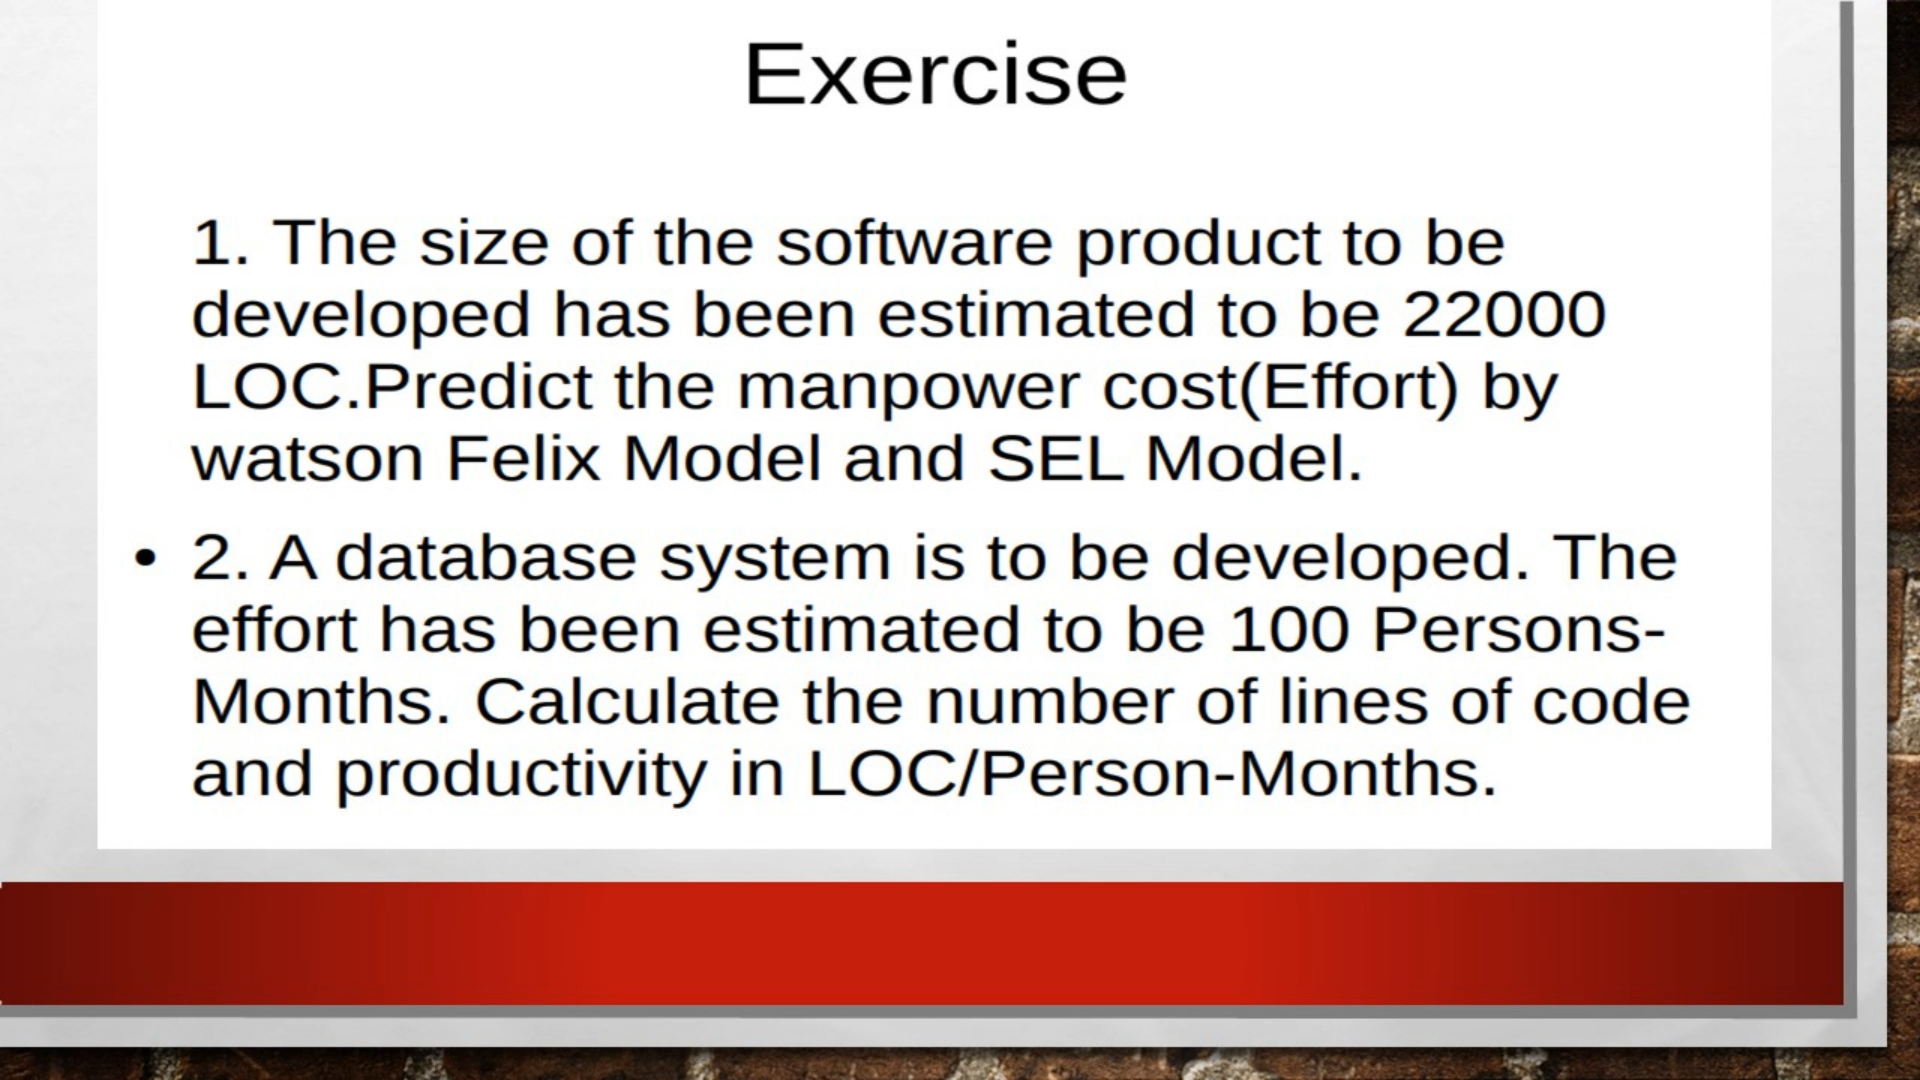 Exercise
1. The size of the software product to be
developed has been estimated to be 22000
LOC.Predict the manpower cost(Effort) by
watson Felix Model and SEL Model.
• 2. A database system is to be developed. The
effort has been estimated to be 100 Persons-
Months. Calculate the number of lines of code
and productivity in LOC/Person-Months.